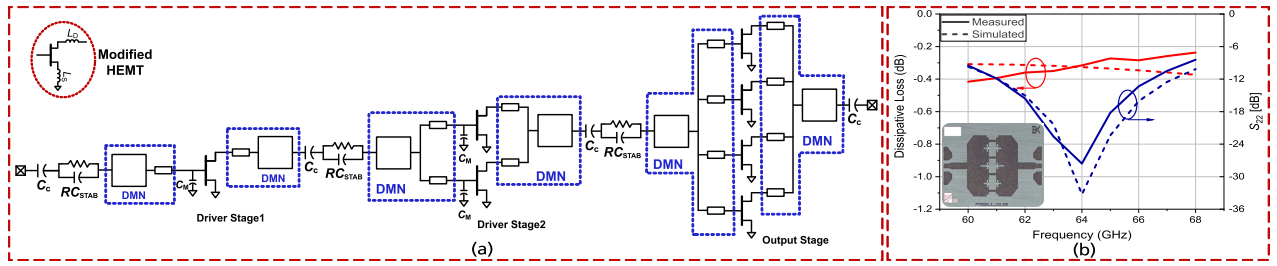 Modified
HEMT
L_D
L_S
C_c
RC_STAB
DMN
C_M
Driver Stage1
DMN
C_c
RC_STAB
DMN
C_M
C_M
Driver Stage2
DMN
C_c
RC_STAB
DMN
DMN
Output Stage
C_c
(a)
Measured
Simulated
Dissipative Loss (dB)
0.0
-0.2
-0.4
-0.6
-0.8
-1.0
-1.2
60 62 64 66 68
Frequency (GHz)
0
-6
-12
-18
-24
-30
-36
S_22 [dB]
(b)